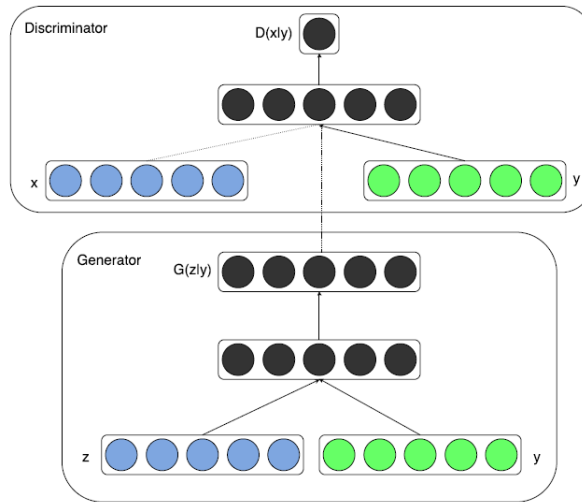 Discriminator
D(x|y)
x
y
Generator
G(z|y)
z
y